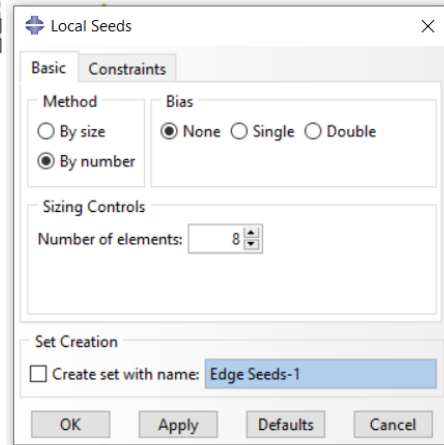 Local Seeds
Basic Constraints
Method
By size
By number
Bias
None Single Double
Sizing Controls
Number of elements: 8
Set Creation
Create set with name: Edge Seeds-1
OK Apply Defaults Cancel